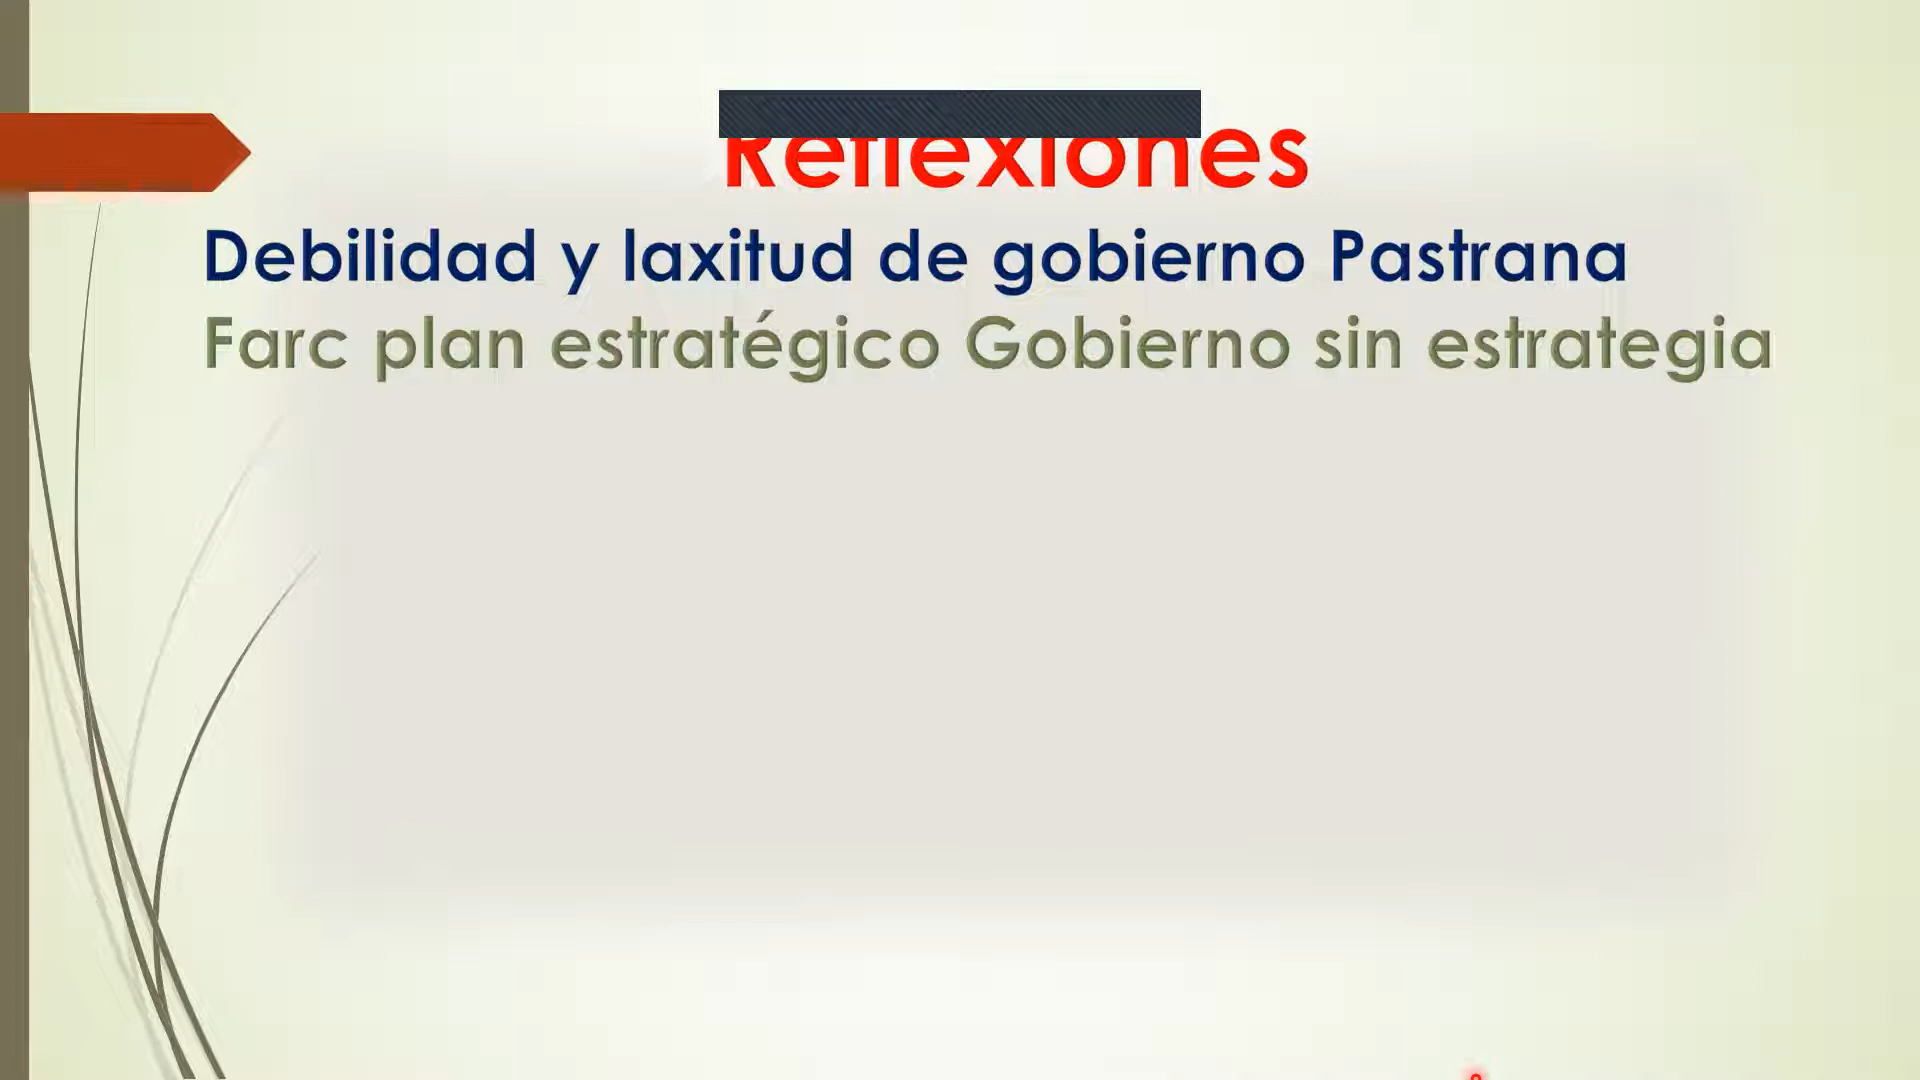 Reflexiones
Debilidad y laxitud de gobierno Pastrana
Farc plan estratégico Gobierno sin estrategia